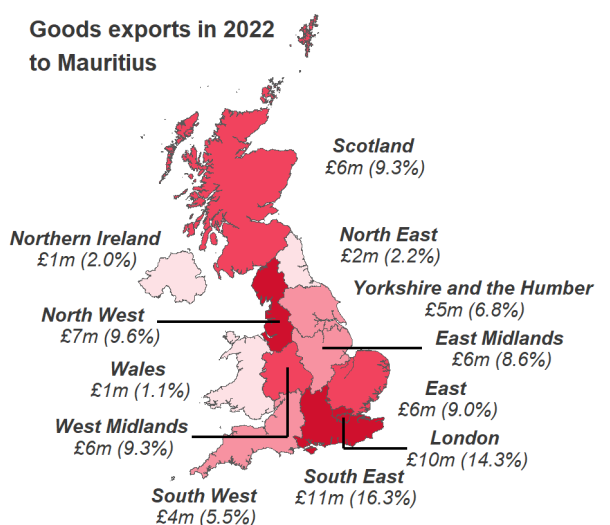 Goods exports in 2022
to Mauritius
Scotland
£6m (9.3%)
Northern Ireland
£1m (2.0%)
North East
£2m (2.2%)
Yorkshire and the Humber
£5m (6.8%)
North West
£7m (9.6%)
East Midlands
£6m (8.6%)
Wales
£1m (1.1%)
East
£6m (9.0%)
West Midlands
£6m (9.3%)
London
£10m (14.3%)
South East
£11m (16.3%)
South West
£4m (5.5%)